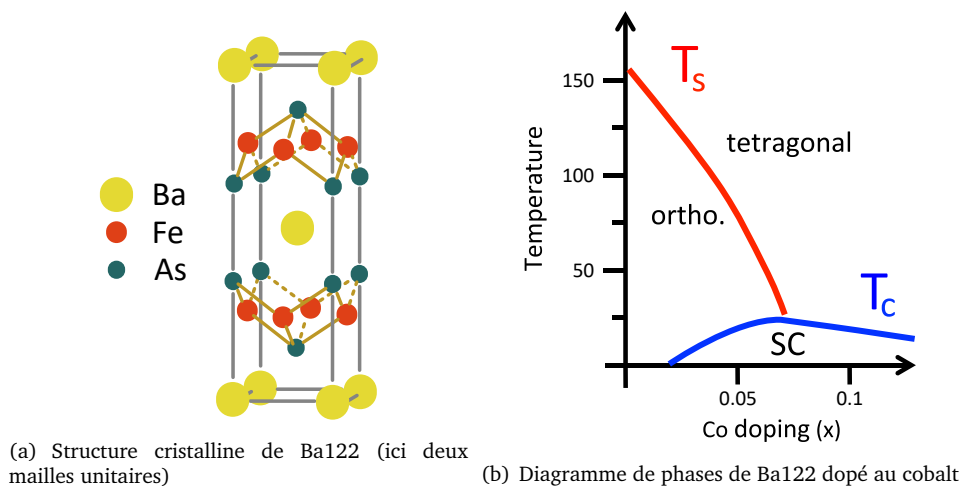 Ba
Fe
As
(a) Structure cristalline de Ba122 (ici deux
mailles unitaires)
Temperature
150
100
50
T_S
tetragonal
ortho.
T_C
SC
0.05
0.1
Co doping (x)
(b) Diagramme de phases de Ba122 dopé au cobalt